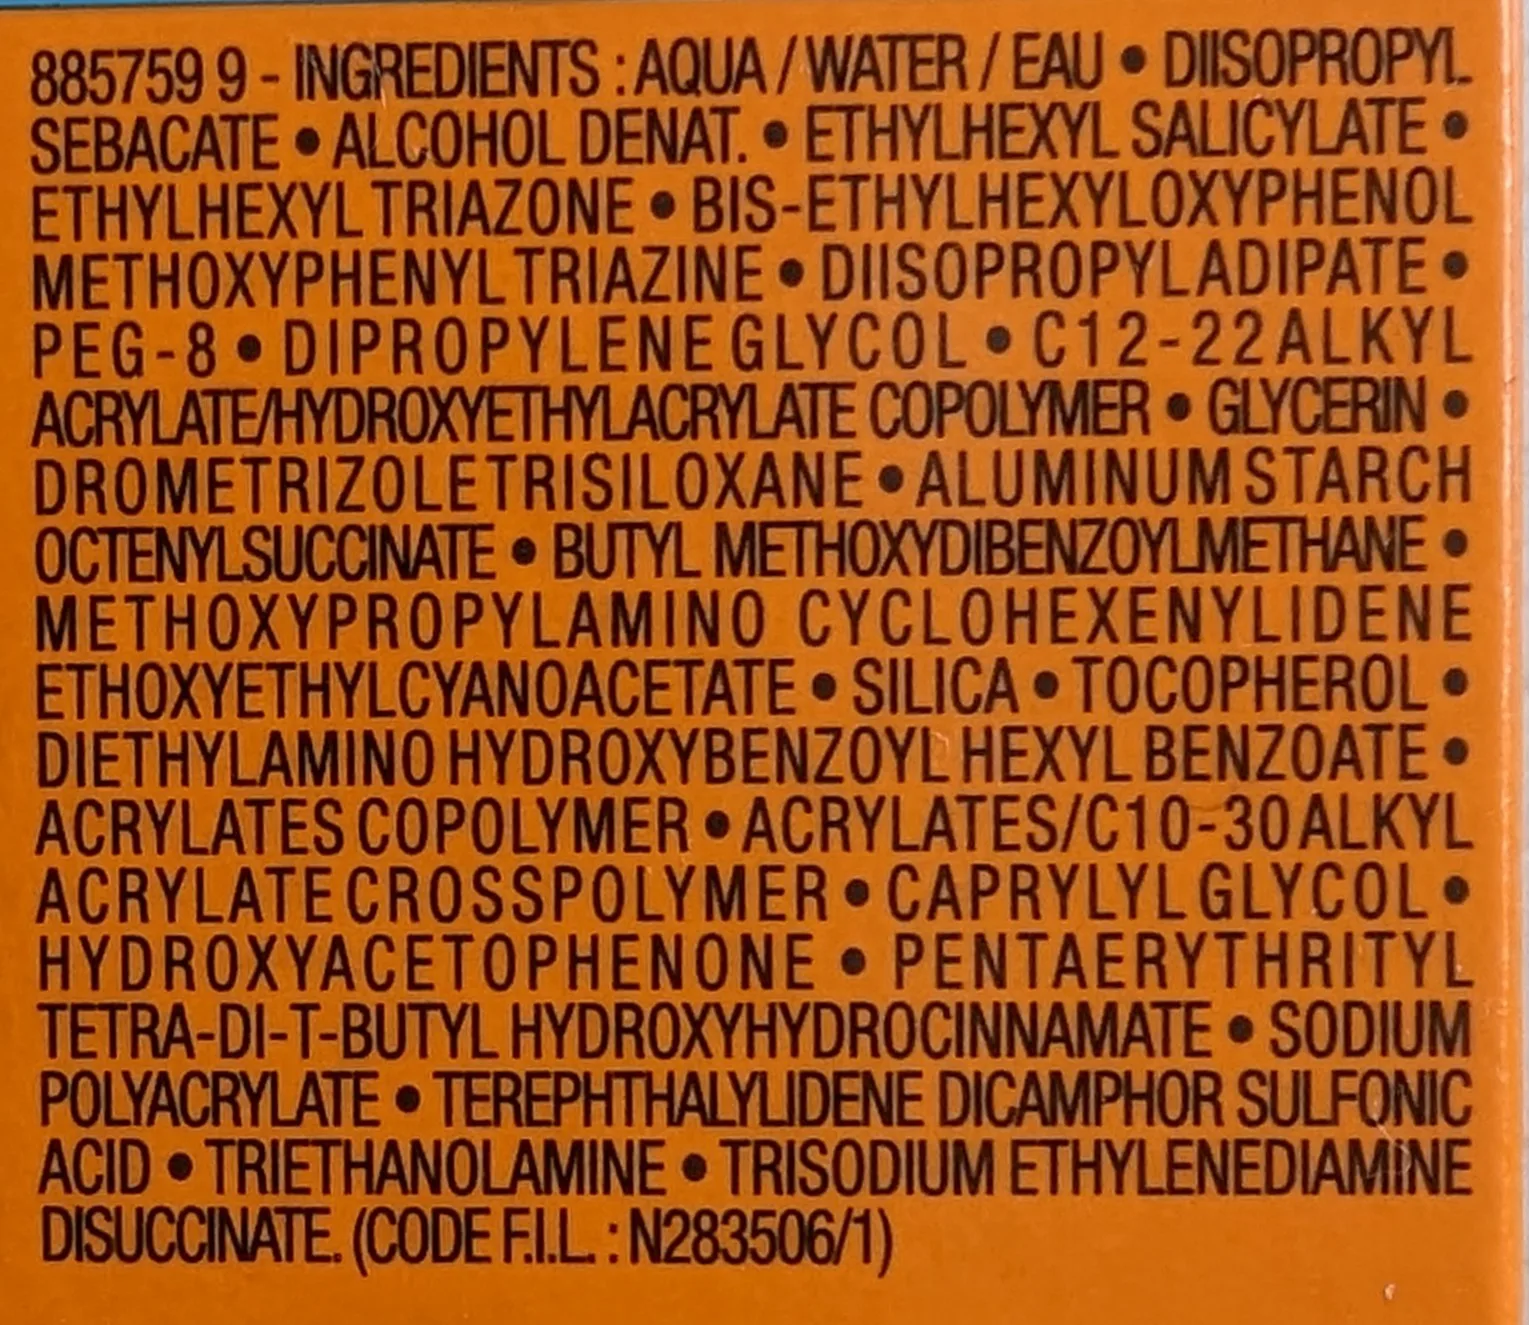 885759 9 - INGREDIENTS : AQUA / WATER / EAU • DIISOPROPYL
SEBACATE • ALCOHOL DENAT. • ETHYLHEXYL SALICYLATE •
ETHYLHEXYL TRIAZONE • BIS-ETHYLHEXYLOXYPHENOL
METHOXYPHENYL TRIAZINE • DIISOPROPYL ADIPATE •
PEG-8 • DIPROPYLENE GLYCOL • C12-22 ALKYL
ACRYLATE/HYDROXYETHYLACRYLATE COPOLYMER • GLYCERIN •
DROMETRIZOLE TRISILOXANE • ALUMINUM STARCH
OCTENYLSUCCINATE • BUTYL METHOXYDIBENZOYLMETHANE •
METHOXYPROPYLAMINO CYCLOHEXENYLIDENE
ETHOXYETHYLCYANOACETATE • SILICA • TOCOPHEROL •
DIETHYLAMINO HYDROXYBENZOYL HEXYL BENZOATE •
ACRYLATES COPOLYMER • ACRYLATES/C10-30 ALKYL
ACRYLATE CROSSPOLYMER • CAPRYLYL GLYCOL •
HYDROXYACETOPHENONE • PENTAERYTHRITYL
TETRA-DI-T-BUTYL HYDROXYHYDROCINNAMATE • SODIUM
POLYACRYLATE • TEREPHTHALYLIDENE DICAMPHOR SULFONIC
ACID • TRIETHANOLAMINE • TRISODIUM ETHYLENEDIAMINE
DISUCCINATE. (CODE F.I.L. : N283506/1)